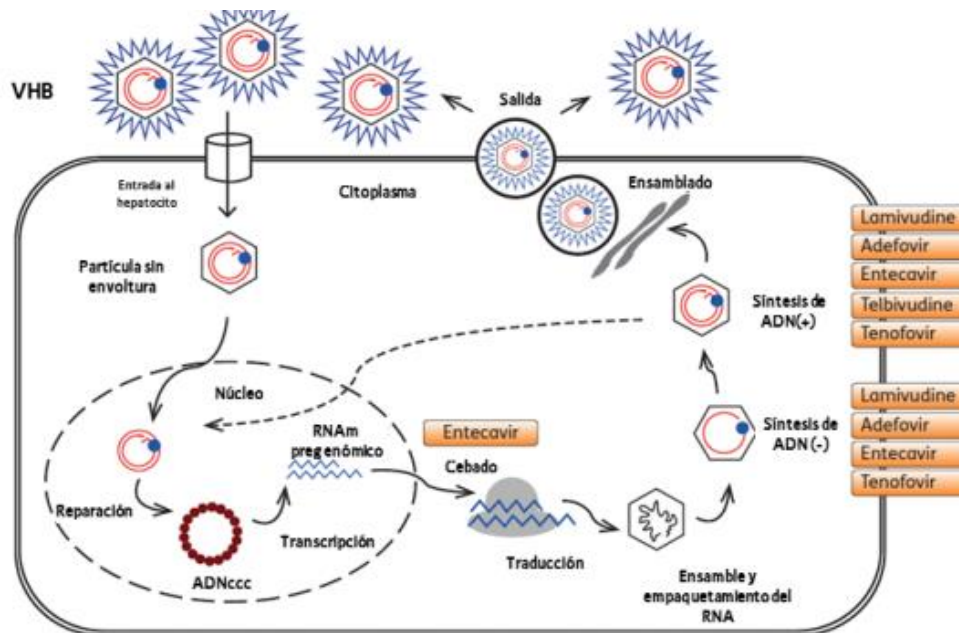 VHB
Salida
Entrada al
hepatocito
Citoplasma
Ensamblado
Partícula sin
envoltura
Síntesis de
ADN(+)
Lamivudine
Adefovir
Entecavir
Telbivudine
Tenofovir
Núcleo
RNAm
pregenómico
Entecavir
Cebado
Síntesis de
ADN (-)
Lamivudine
Adefovir
Entecavir
Tenofovir
Reparación
Transcripción
ADNccc
Traducción
Ensamble y
empaquetamiento del
RNA